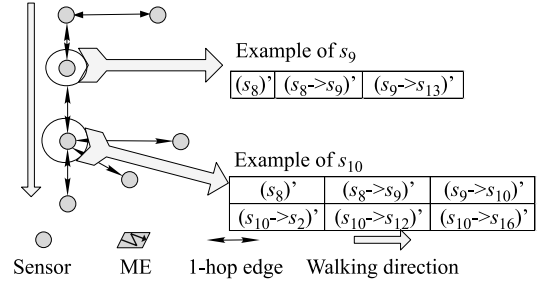 Example of s9
(s8)’ (s8->s9)’ (s9->s13)’
Example of s10
(s8)’ (s8->s9)’ (s9->s10)’
(s10->s2)’ (s10->s12)’ (s10->s16)’
Sensor ME 1-hop edge Walking direction